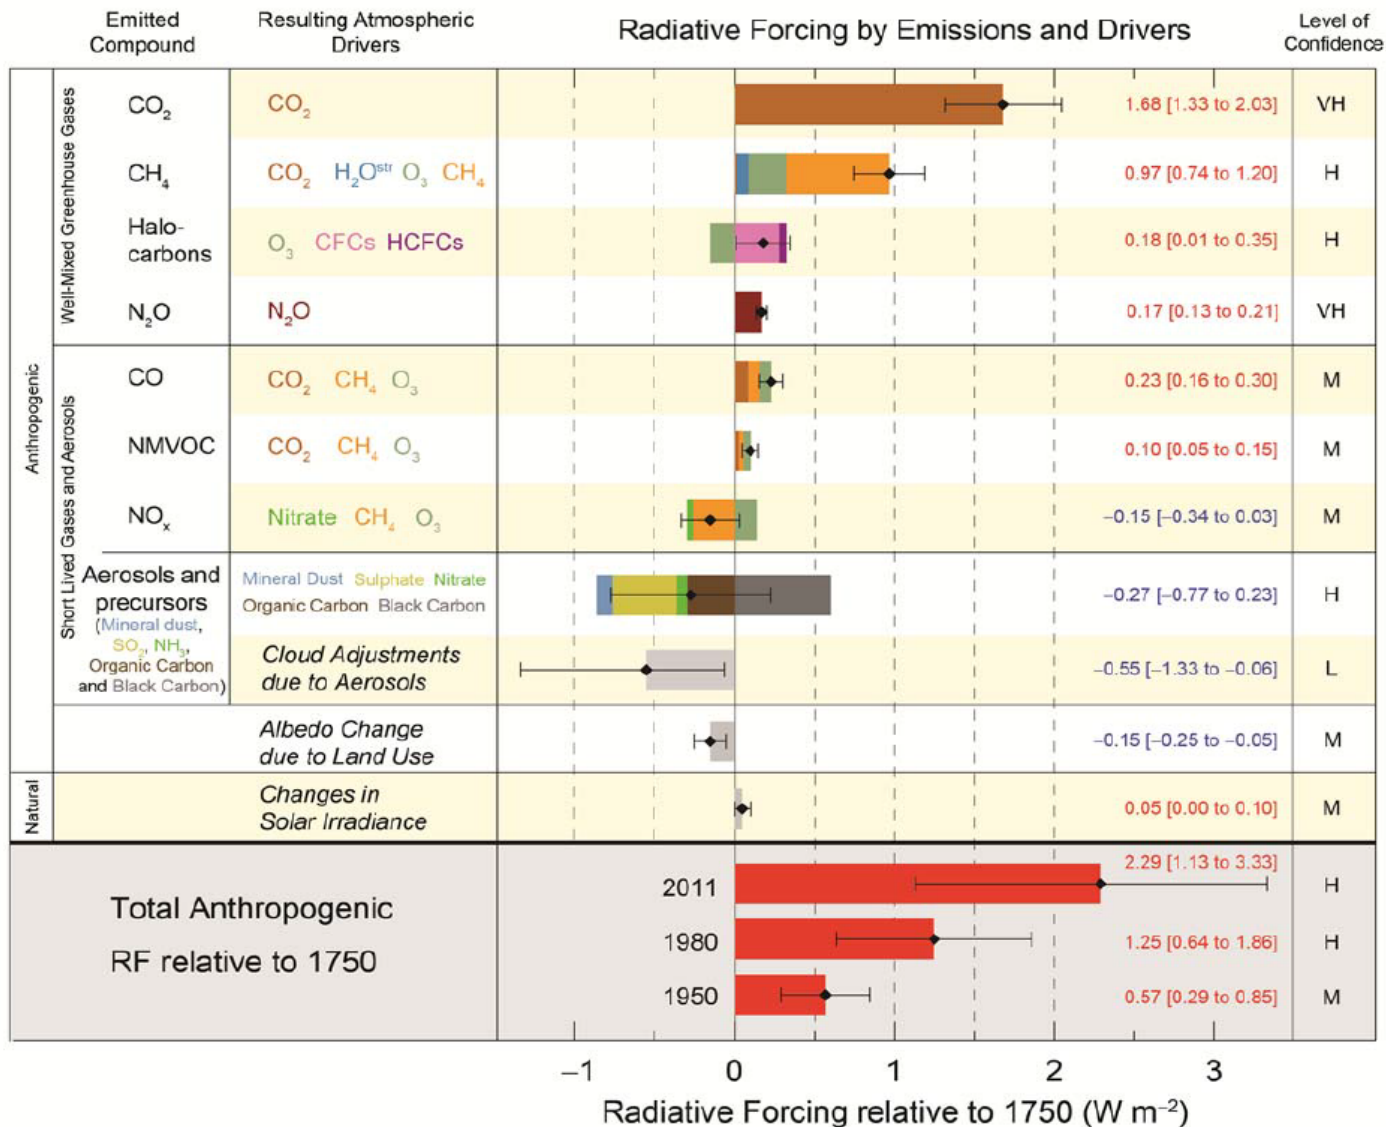 Emitted Compound
Resulting Atmospheric Drivers
Radiative Forcing by Emissions and Drivers
Level of Confidence
Anthropogenic
Well-Mixed Greenhouse Gases
CO₂ CO₂ 1.68 [1.33 to 2.03] VH
CH₄ CO₂ H₂Oˢᵗʳ O₃ CH₄ 0.97 [0.74 to 1.20] H
Halo-
carbons O₃ CFCs HCFCs 0.18 [0.01 to 0.35] H
N₂O N₂O 0.17 [0.13 to 0.21] VH
Short Lived Gases and Aerosols
CO CO₂ CH₄ O₃ 0.23 [0.16 to 0.30] M
NMVOC CO₂ CH₄ O₃ 0.10 [0.05 to 0.15] M
NOₓ Nitrate CH₄ O₃ −0.15 [−0.34 to 0.03] M
Aerosols and
precursors
(Mineral dust,
SO₂, NH₃,
Organic Carbon
and Black Carbon)
Mineral Dust Sulphate Nitrate
Organic Carbon Black Carbon
−0.27 [−0.77 to 0.23] H
Cloud Adjustments
due to Aerosols
−0.55 [−1.33 to −0.06] L
Albedo Change
due to Land Use
−0.15 [−0.25 to −0.05] M
Natural
Changes in
Solar Irradiance
0.05 [0.00 to 0.10] M
Total Anthropogenic
RF relative to 1750
2011 2.29 [1.13 to 3.33] H
1980 1.25 [0.64 to 1.86] H
1950 0.57 [0.29 to 0.85] M
−1 0 1 2 3
Radiative Forcing relative to 1750 (W m⁻²)